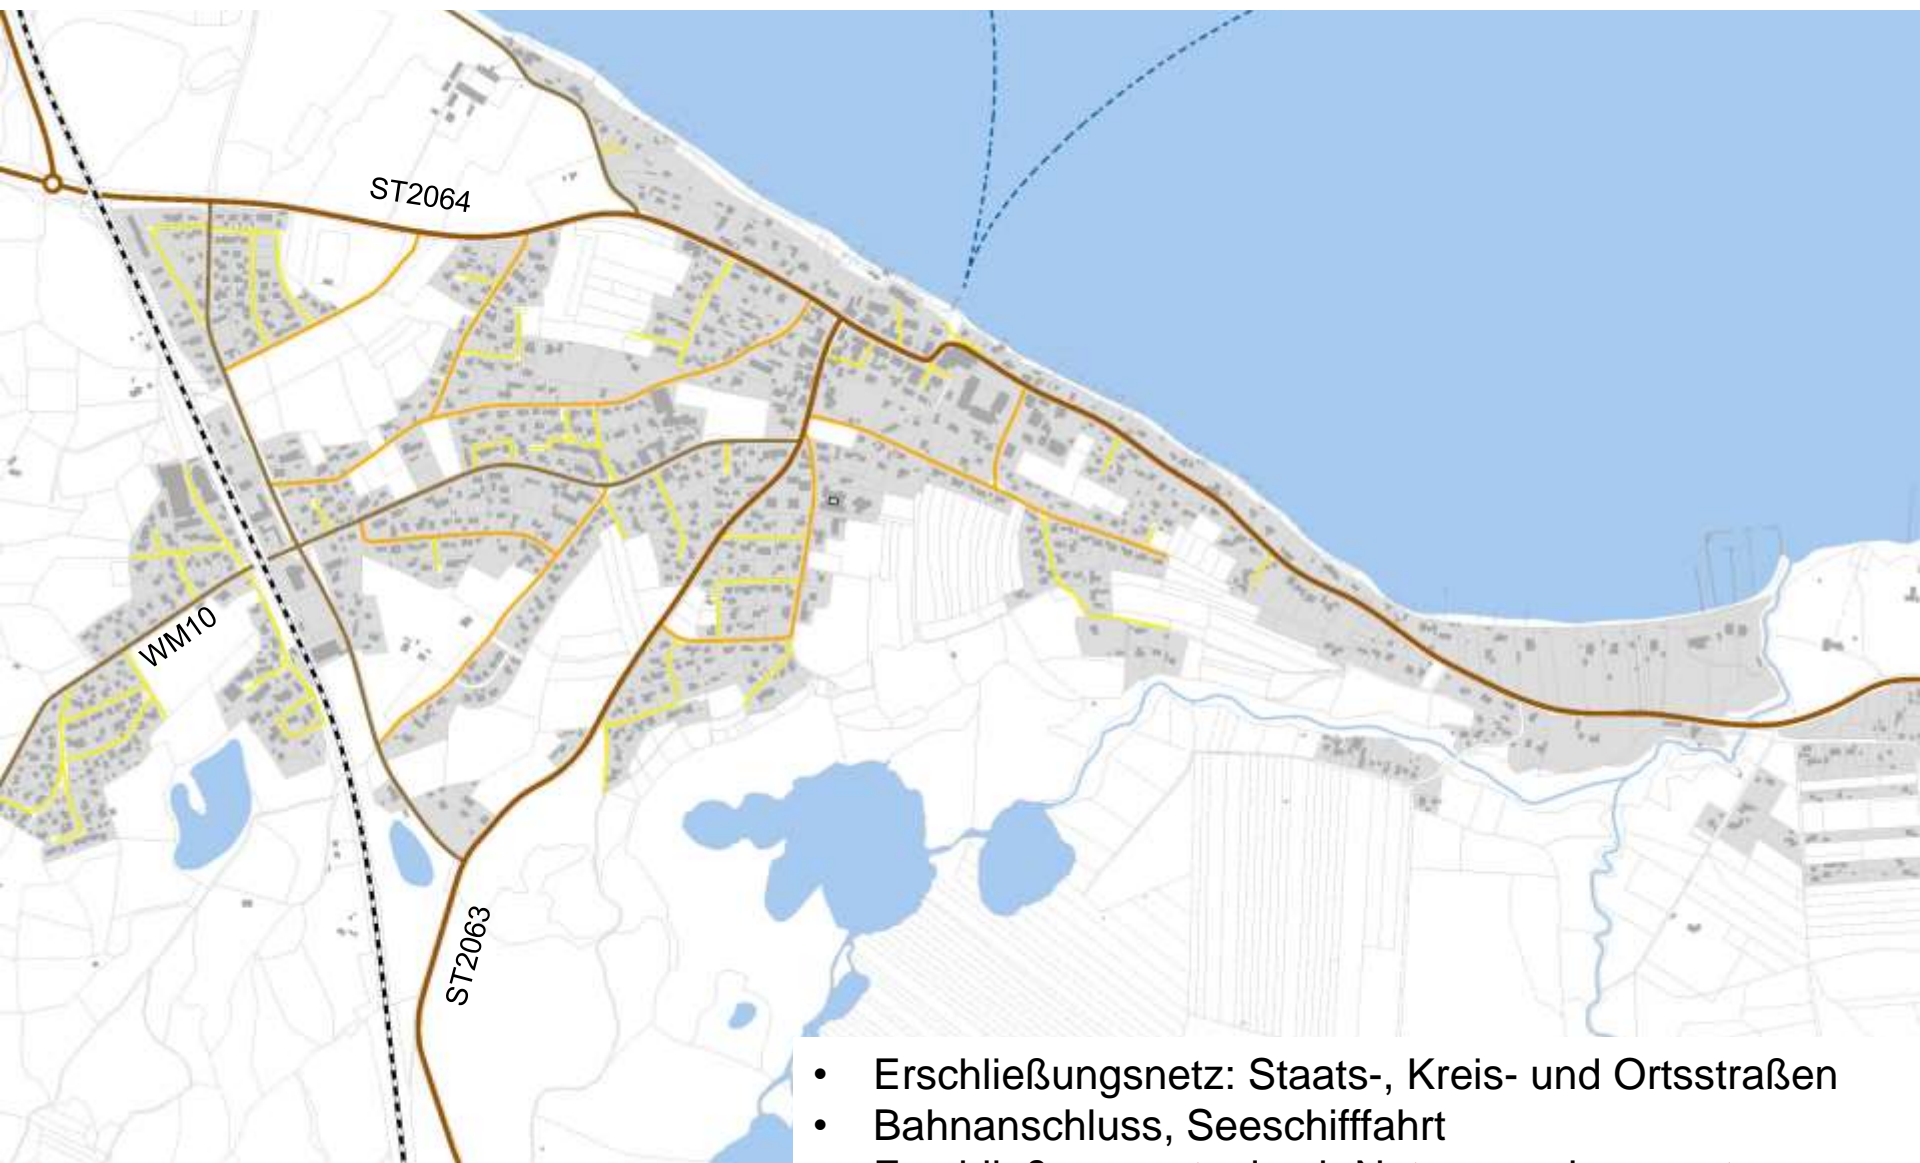 ST2064
WM10
ST2063
• Erschließungsnetz: Staats-, Kreis- und Ortsstraßen
• Bahnanschluss, Seeschifffahrt